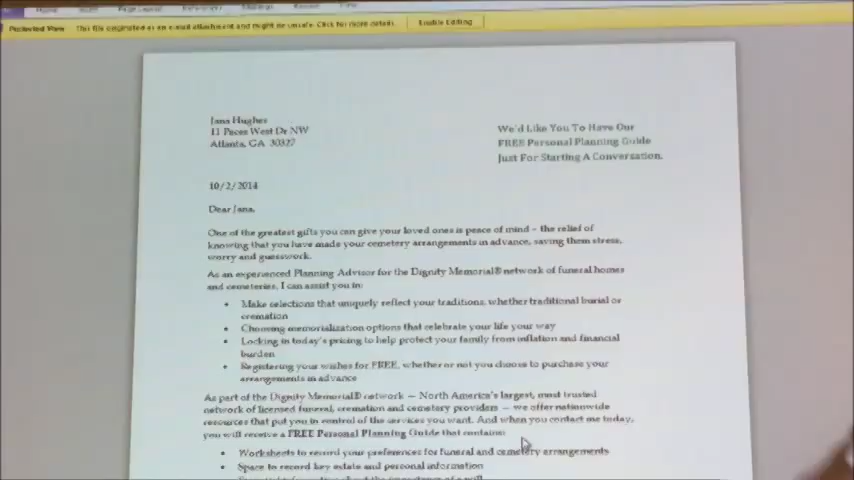 Home Insert Page Layout References Mailings Review View
Protected View This file originated as an e-mail attachment and might be unsafe. Click for more details. Enable Editing
Jana Hughes
11 Paces West Dr NW
Atlanta, GA 30327
We'd Like You To Have Our
FREE Personal Planning Guide
Just For Starting A Conversation.
10/2/2014
Dear Jana,
One of the greatest gifts you can give your loved ones is peace of mind – the relief of
knowing that you have made your cemetery arrangements in advance, saving them stress,
worry and guesswork.
As an experienced Planning Advisor for the Dignity Memorial® network of funeral homes
and cemeteries, I can assist you in:
• Make selections that uniquely reflect your traditions, whether traditional burial or
cremation
• Choosing memorialization options that celebrate your life your way
• Locking in today's pricing to help protect your family from inflation and financial
burden
• Registering your wishes for FREE, whether or not you choose to purchase your
arrangements in advance
As part of the Dignity Memorial® network — North America's largest, most trusted
network of licensed funeral, cremation and cemetery providers — we offer nationwide
resources that put you in control of the services you want. And when you contact me today,
you will receive a FREE Personal Planning Guide that contains:
• Worksheets to record your preferences for funeral and cemetery arrangements
• Space to record key estate and personal information